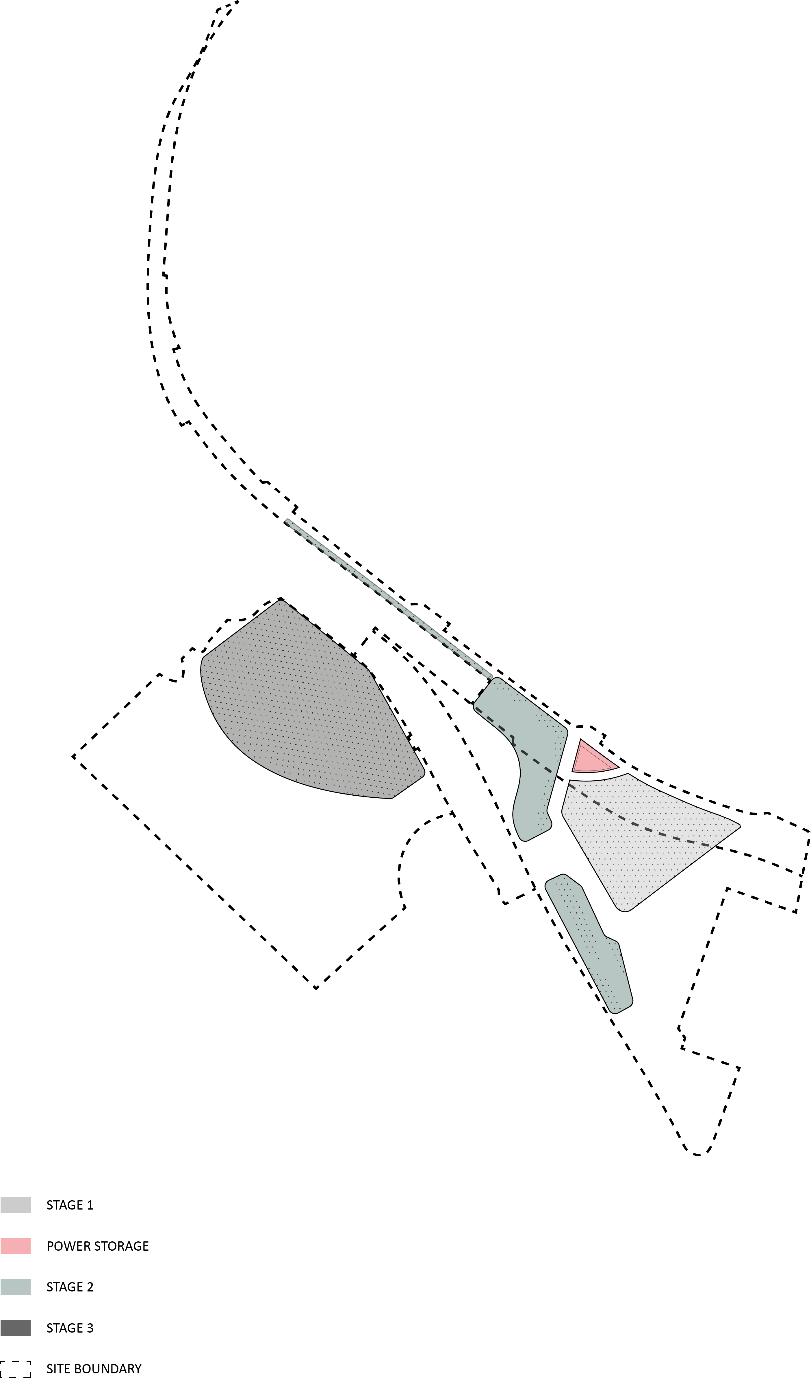 STAGE 1
POWER STORAGE
STAGE 2
STAGE 3
SITE BOUNDARY